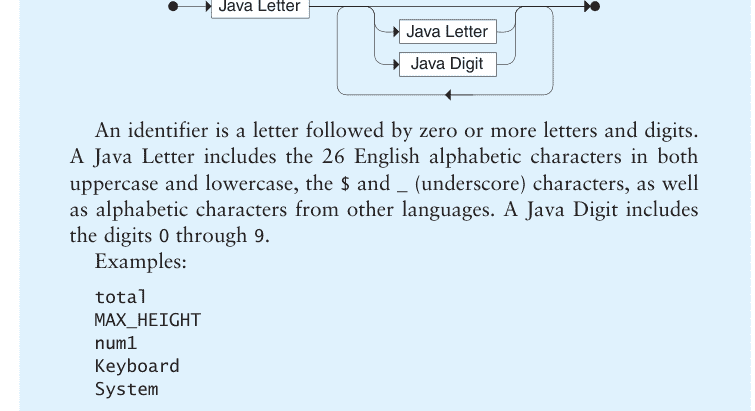 Java Letter
Java Letter
Java Digit
An identifier is a letter followed by zero or more letters and digits.
A Java Letter includes the 26 English alphabetic characters in both
uppercase and lowercase, the $ and _ (underscore) characters, as well
as alphabetic characters from other languages. A Java Digit includes
the digits 0 through 9.
Examples:
total
MAX_HEIGHT
num1
Keyboard
System